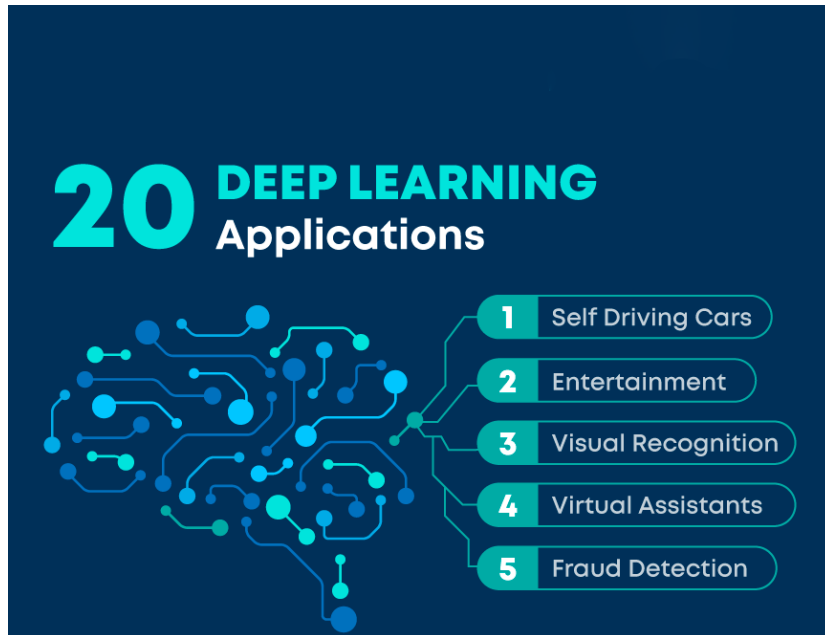 20 DEEP LEARNING
Applications
1 Self Driving Cars
2 Entertainment
3 Visual Recognition
4 Virtual Assistants
5 Fraud Detection